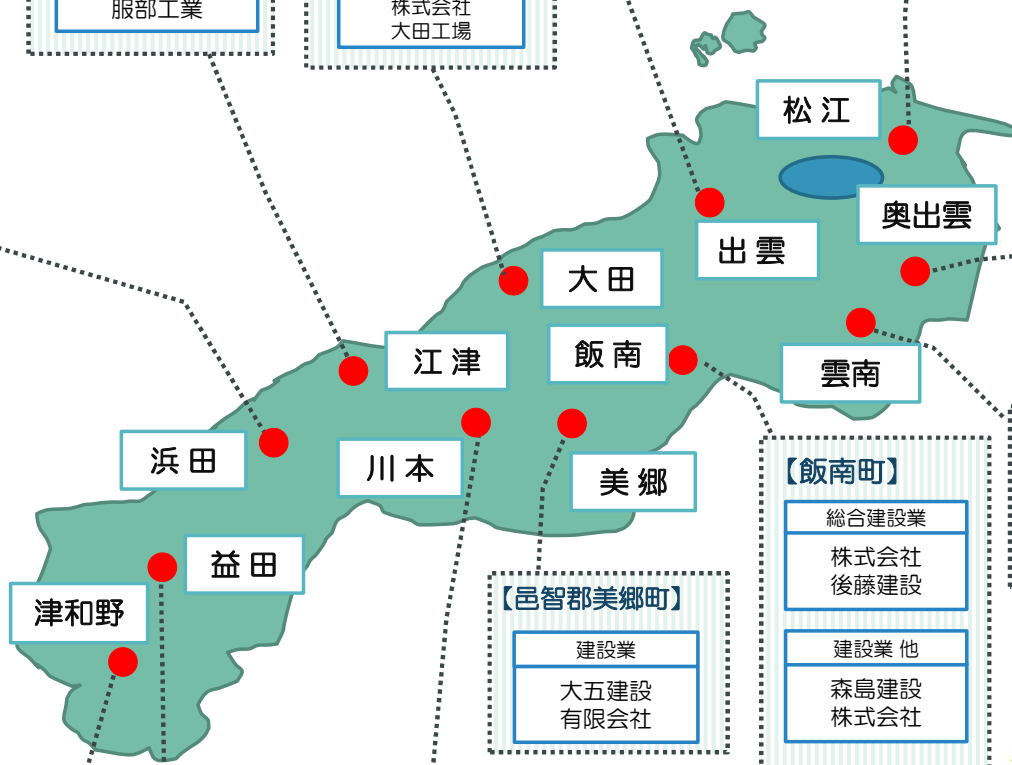 服部工業
株式会社
大田工場
松江
奥出雲
出雲
大田
飯南
江津
雲南
浜田
川本
美郷
益田
津和野
【飯南町】
総合建設業
株式会社
後藤建設
建設業 他
森島建設
株式会社
【邑智郡美郷町】
建設業
大五建設
有限会社